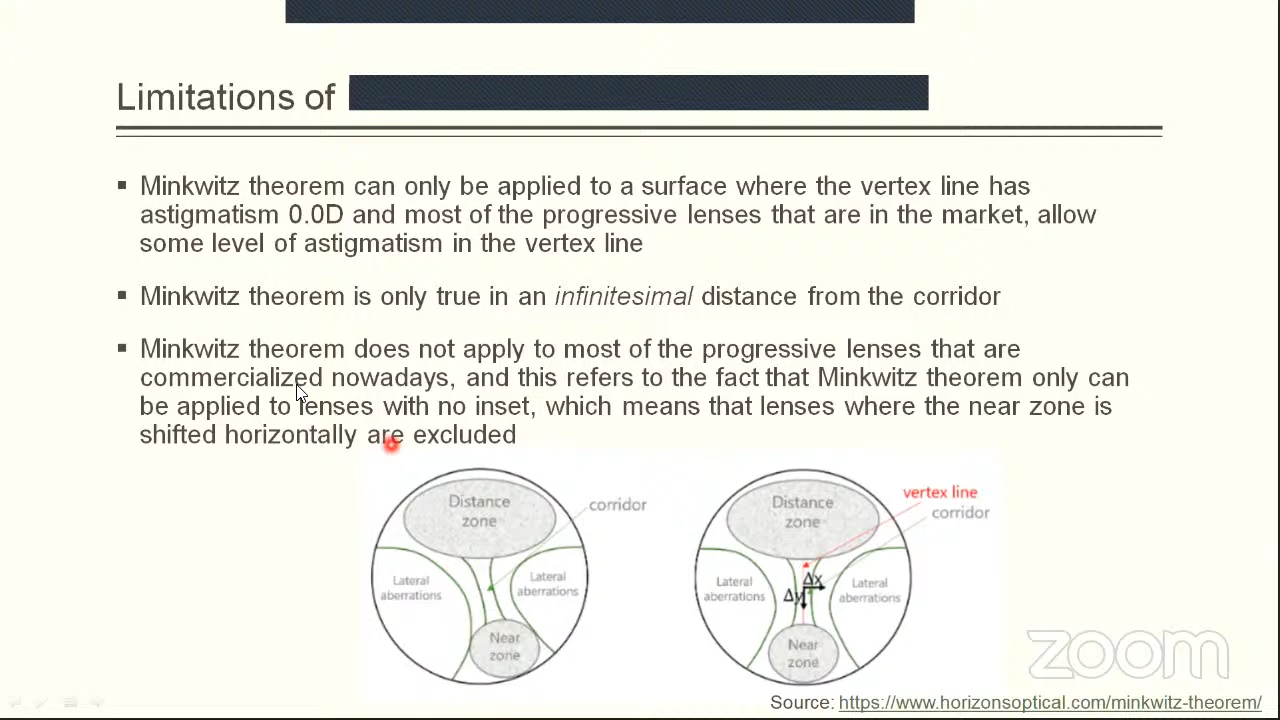 Limitations of
▪ Minkwitz theorem can only be applied to a surface where the vertex line has
astigmatism 0.0D and most of the progressive lenses that are in the market, allow
some level of astigmatism in the vertex line
▪ Minkwitz theorem is only true in an infinitesimal distance from the corridor
▪ Minkwitz theorem does not apply to most of the progressive lenses that are
commercialized nowadays, and this refers to the fact that Minkwitz theorem only can
be applied to lenses with no inset, which means that lenses where the near zone is
shifted horizontally are excluded
Distance
zone
corridor
Lateral
aberrations
Lateral
aberrations
Near
zone
Distance
zone
vertex line
corridor
Lateral
aberrations
Δx
Δy
Lateral
aberrations
Near
zone
zoom
Source: https://www.horizonsoptical.com/minkwitz-theorem/